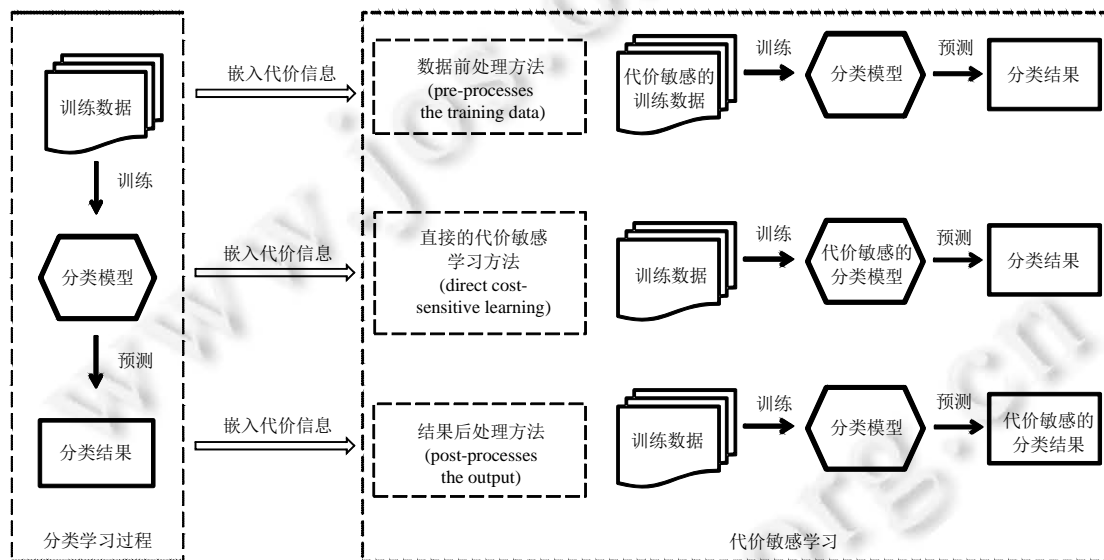 训练数据
训练
分类模型
预测
分类结果
分类学习过程
嵌入代价信息
嵌入代价信息
嵌入代价信息
数据前处理方法
(pre-processes
the training data)
代价敏感的
训练数据
训练
分类模型
预测
分类结果
直接的代价敏感
学习方法
(direct cost-
sensitive learning)
训练数据
训练
代价敏感的
分类模型
预测
分类结果
结果后处理方法
(post-processes
the output)
训练数据
训练
分类模型
预测
代价敏感的
分类结果
代价敏感学习
www.jos.org.cn